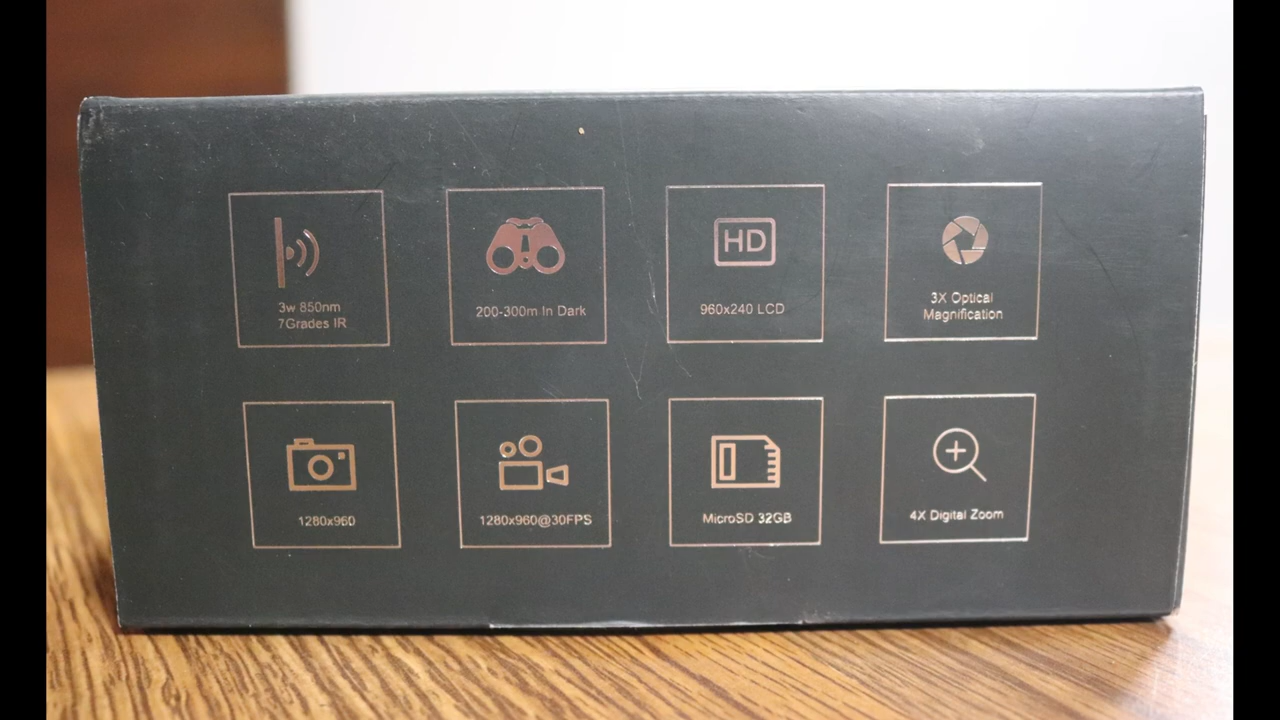 3w 850nm
7Grades IR
200-300m In Dark
HD
960x240 LCD
3X Optical
Magnification
1280x960
1280x960@30FPS
MicroSD 32GB
4X Digital Zoom